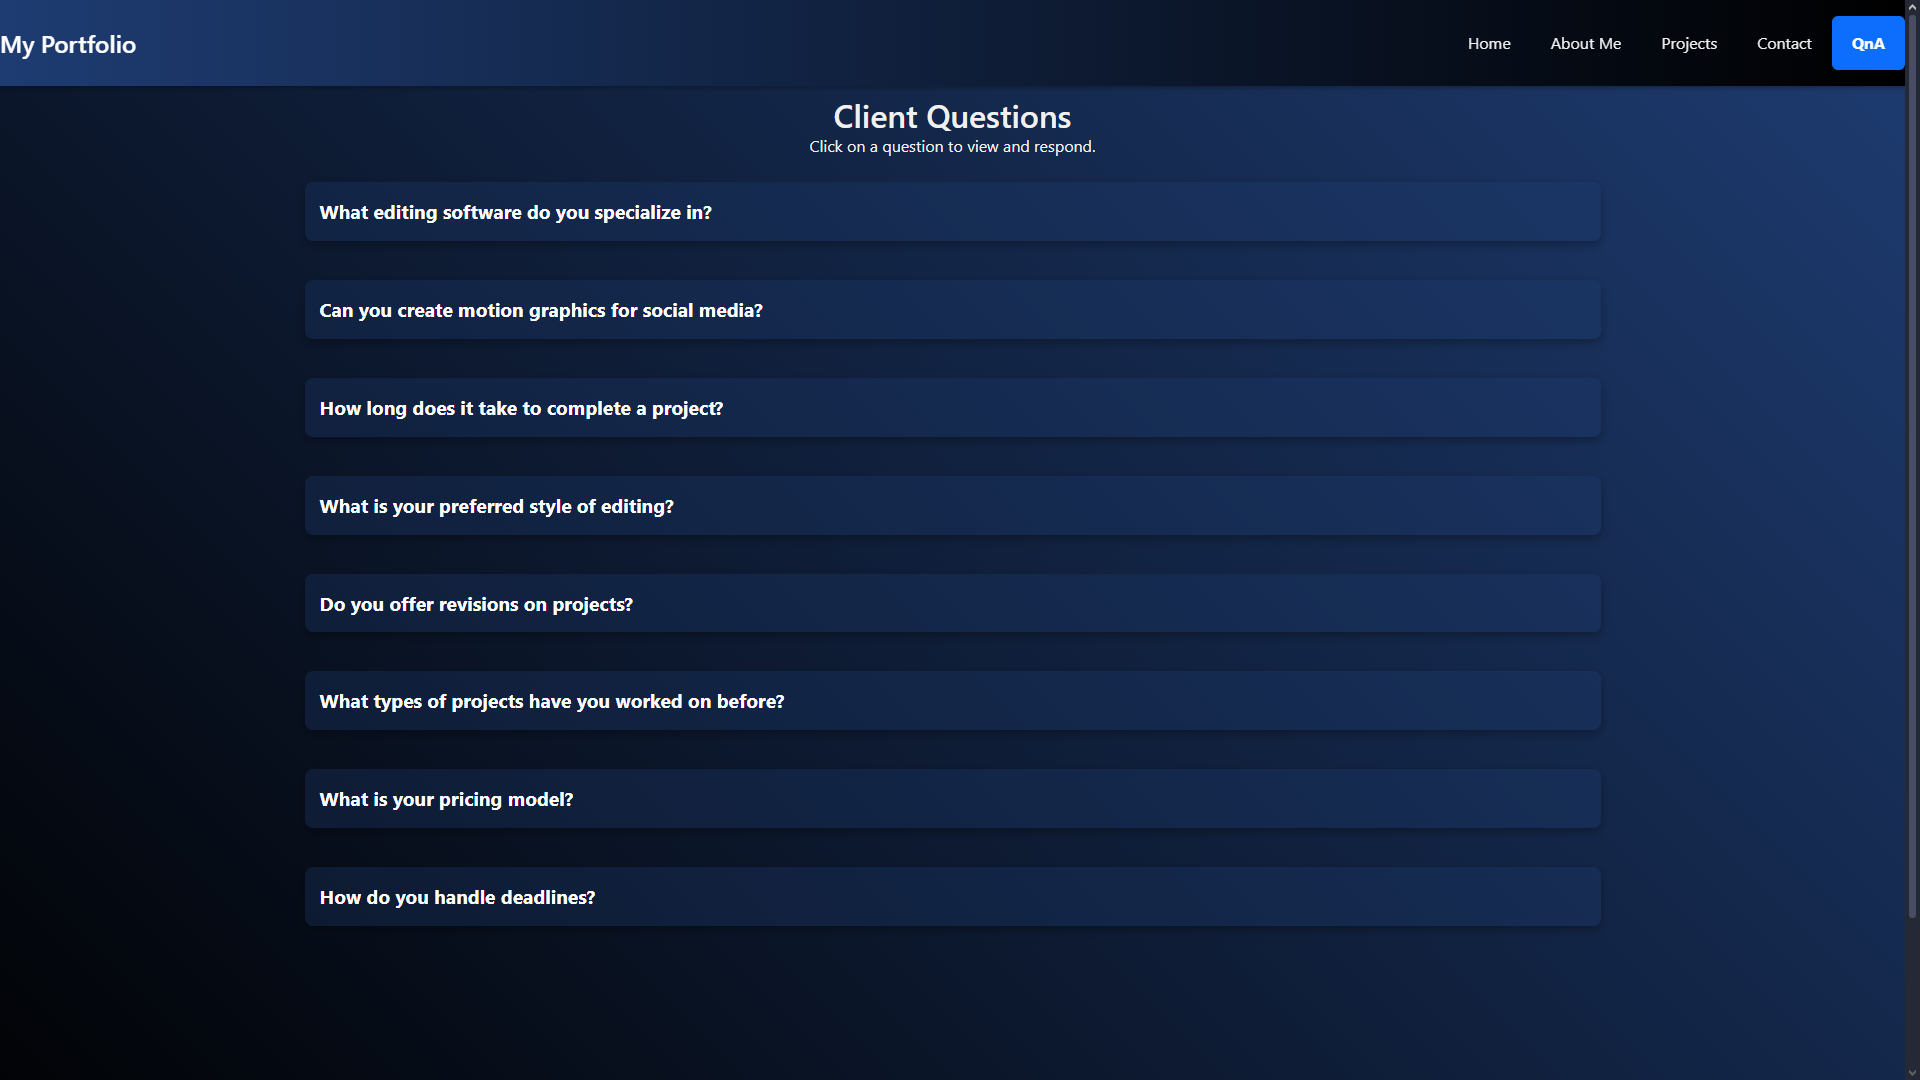 My Portfolio
Home
About Me
Projects
Contact
QnA
Client Questions
Click on a question to view and respond.
What editing software do you specialize in?
Can you create motion graphics for social media?
How long does it take to complete a project?
What is your preferred style of editing?
Do you offer revisions on projects?
What types of projects have you worked on before?
What is your pricing model?
How do you handle deadlines?